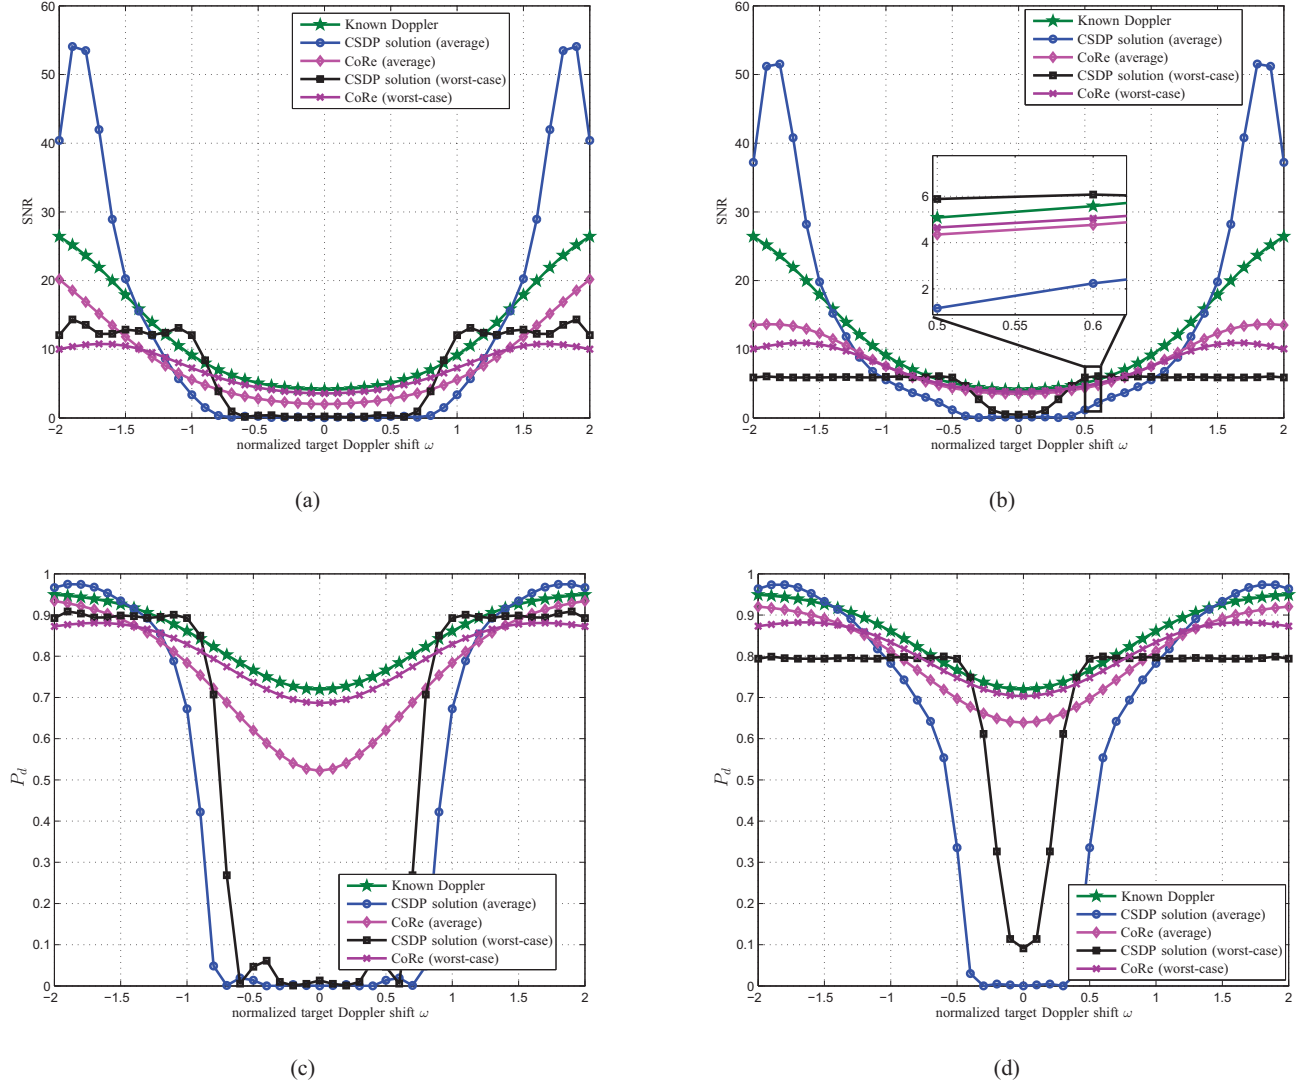 60
50
40
30
20
10
0
SNR
−2
−1.5
−1
−0.5
0
0.5
1
1.5
2
normalized target Doppler shift ω
Known Doppler
CSDP solution (average)
CoRe (average)
CSDP solution (worst-case)
CoRe (worst-case)
(a)
60
50
40
30
20
10
0
SNR
−2
−1.5
−1
−0.5
0
0.5
1
1.5
2
normalized target Doppler shift ω
Known Doppler
CSDP solution (average)
CoRe (average)
CSDP solution (worst-case)
CoRe (worst-case)
6
4
2
0.5
0.55
0.6
(b)
1
0.9
0.8
0.7
0.6
0.5
0.4
0.3
0.2
0.1
0
P_d
−2
−1.5
−1
−0.5
0
0.5
1
1.5
2
normalized target Doppler shift ω
Known Doppler
CSDP solution (average)
CoRe (average)
CSDP solution (worst-case)
CoRe (worst-case)
(c)
1
0.9
0.8
0.7
0.6
0.5
0.4
0.3
0.2
0.1
0
P_d
−2
−1.5
−1
−0.5
0
0.5
1
1.5
2
normalized target Doppler shift ω
Known Doppler
CSDP solution (average)
CoRe (average)
CSDP solution (worst-case)
CoRe (worst-case)
(d)